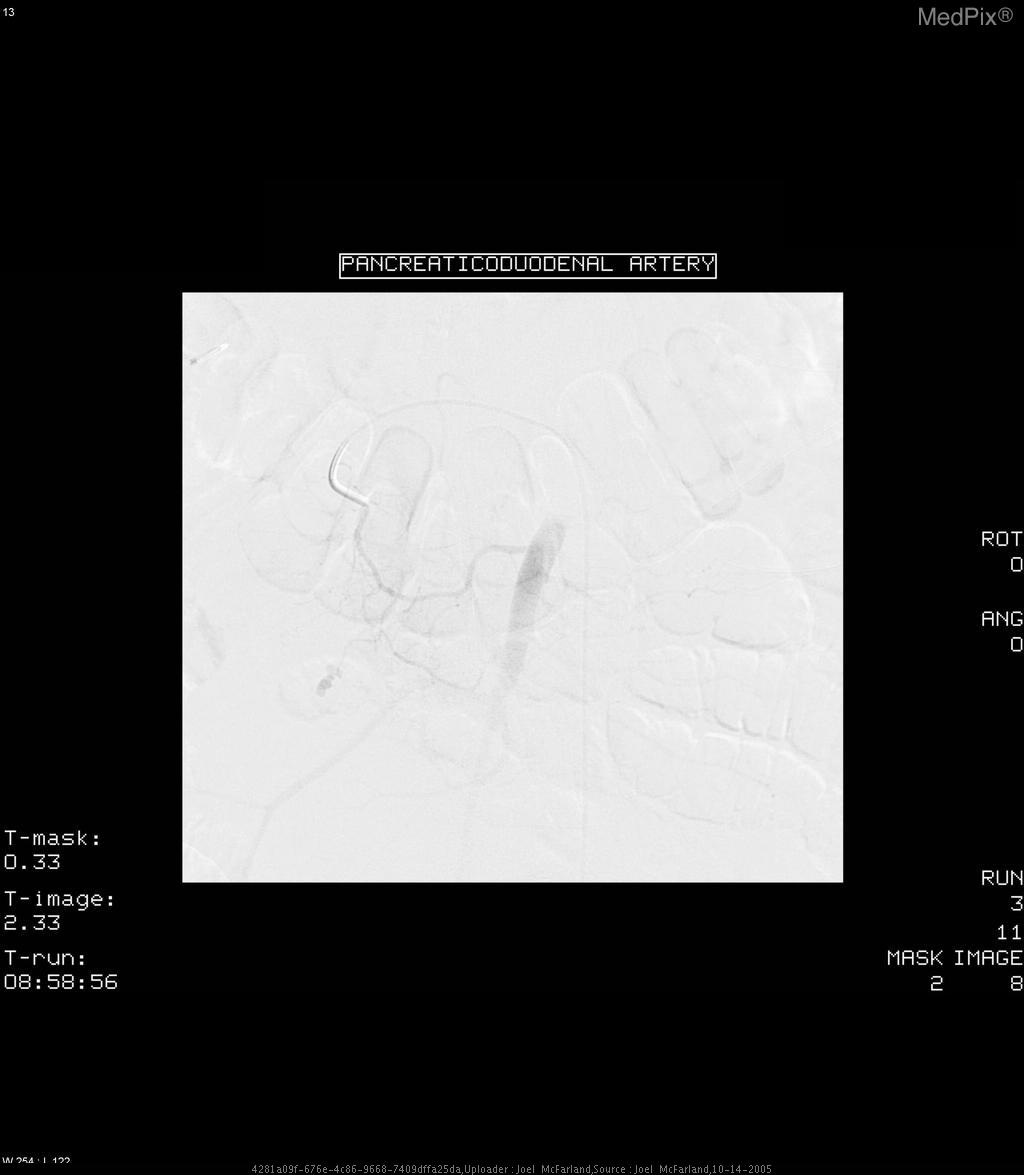 13
MedPix®
PANCREATICODUODENAL ARTERY
ROT
0
ANG
0
T-mask:
0.33
T-image:
2.33
T-run:
08:58:56
RUN
3
11
MASK IMAGE
2 8
W 254 : L 122
4281a09f-676e-4c86-9668-7409dffa25da,Uploader : Joel McFarland,Source : Joel McFarland,10-14-2005